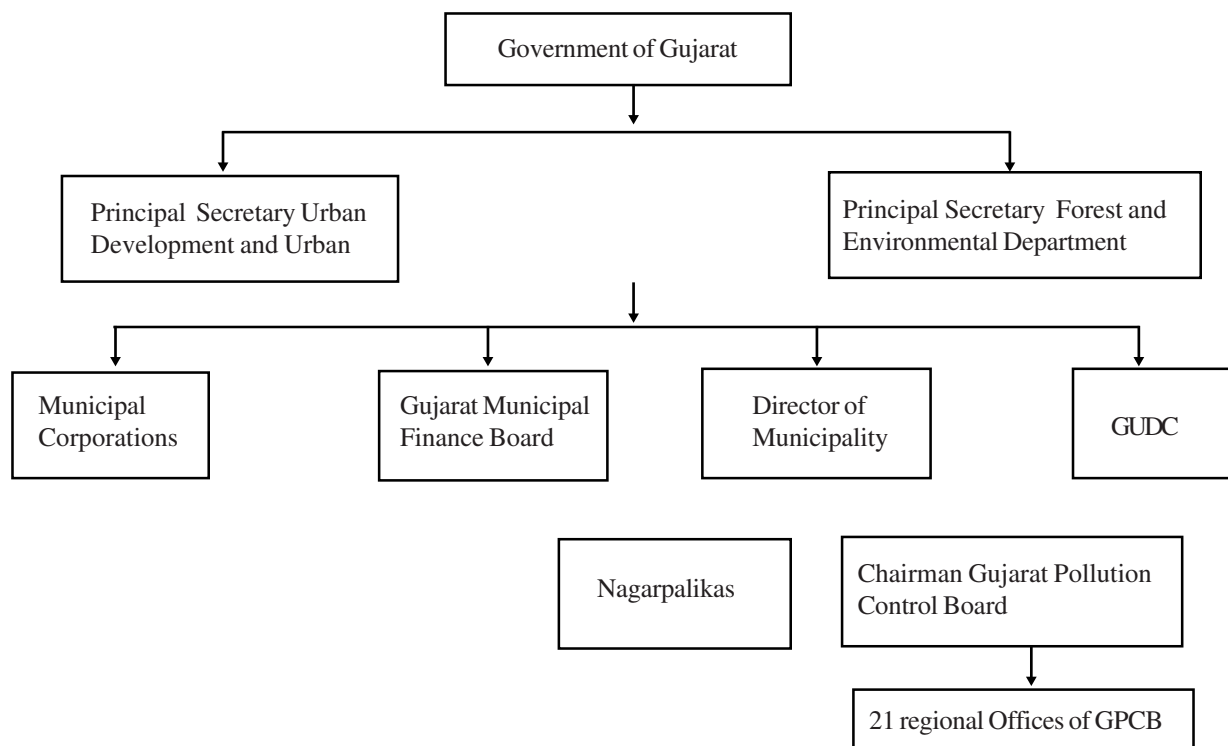 Government of Gujarat
Principal Secretary Urban
Development and Urban
Principal Secretary Forest and
Environmental Department
Municipal
Corporations
Gujarat Municipal
Finance Board
Director of
Municipality
GUDC
Nagarpalikas
Chairman Gujarat Pollution
Control Board
21 regional Offices of GPCB